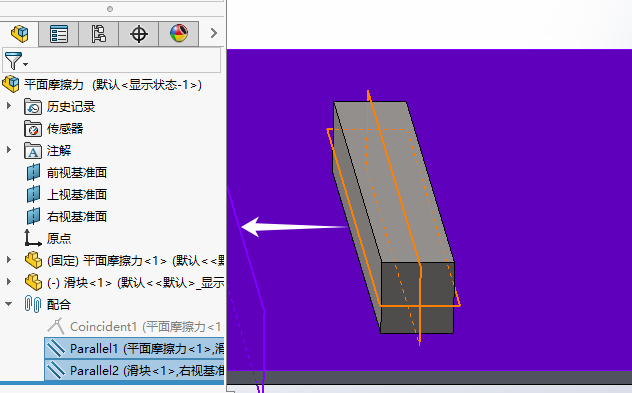 平面摩擦力 (默认<显示状态-1>)
历史记录
传感器
注解
前视基准面
上视基准面
右视基准面
原点
(固定) 平面摩擦力<1> (默认<<默
(-) 滑块<1> (默认<<默认>_显示
配合
Coincident1 (平面摩擦力<1
Parallel1 (平面摩擦力<1>,滑
Parallel2 (滑块<1>,右视基准